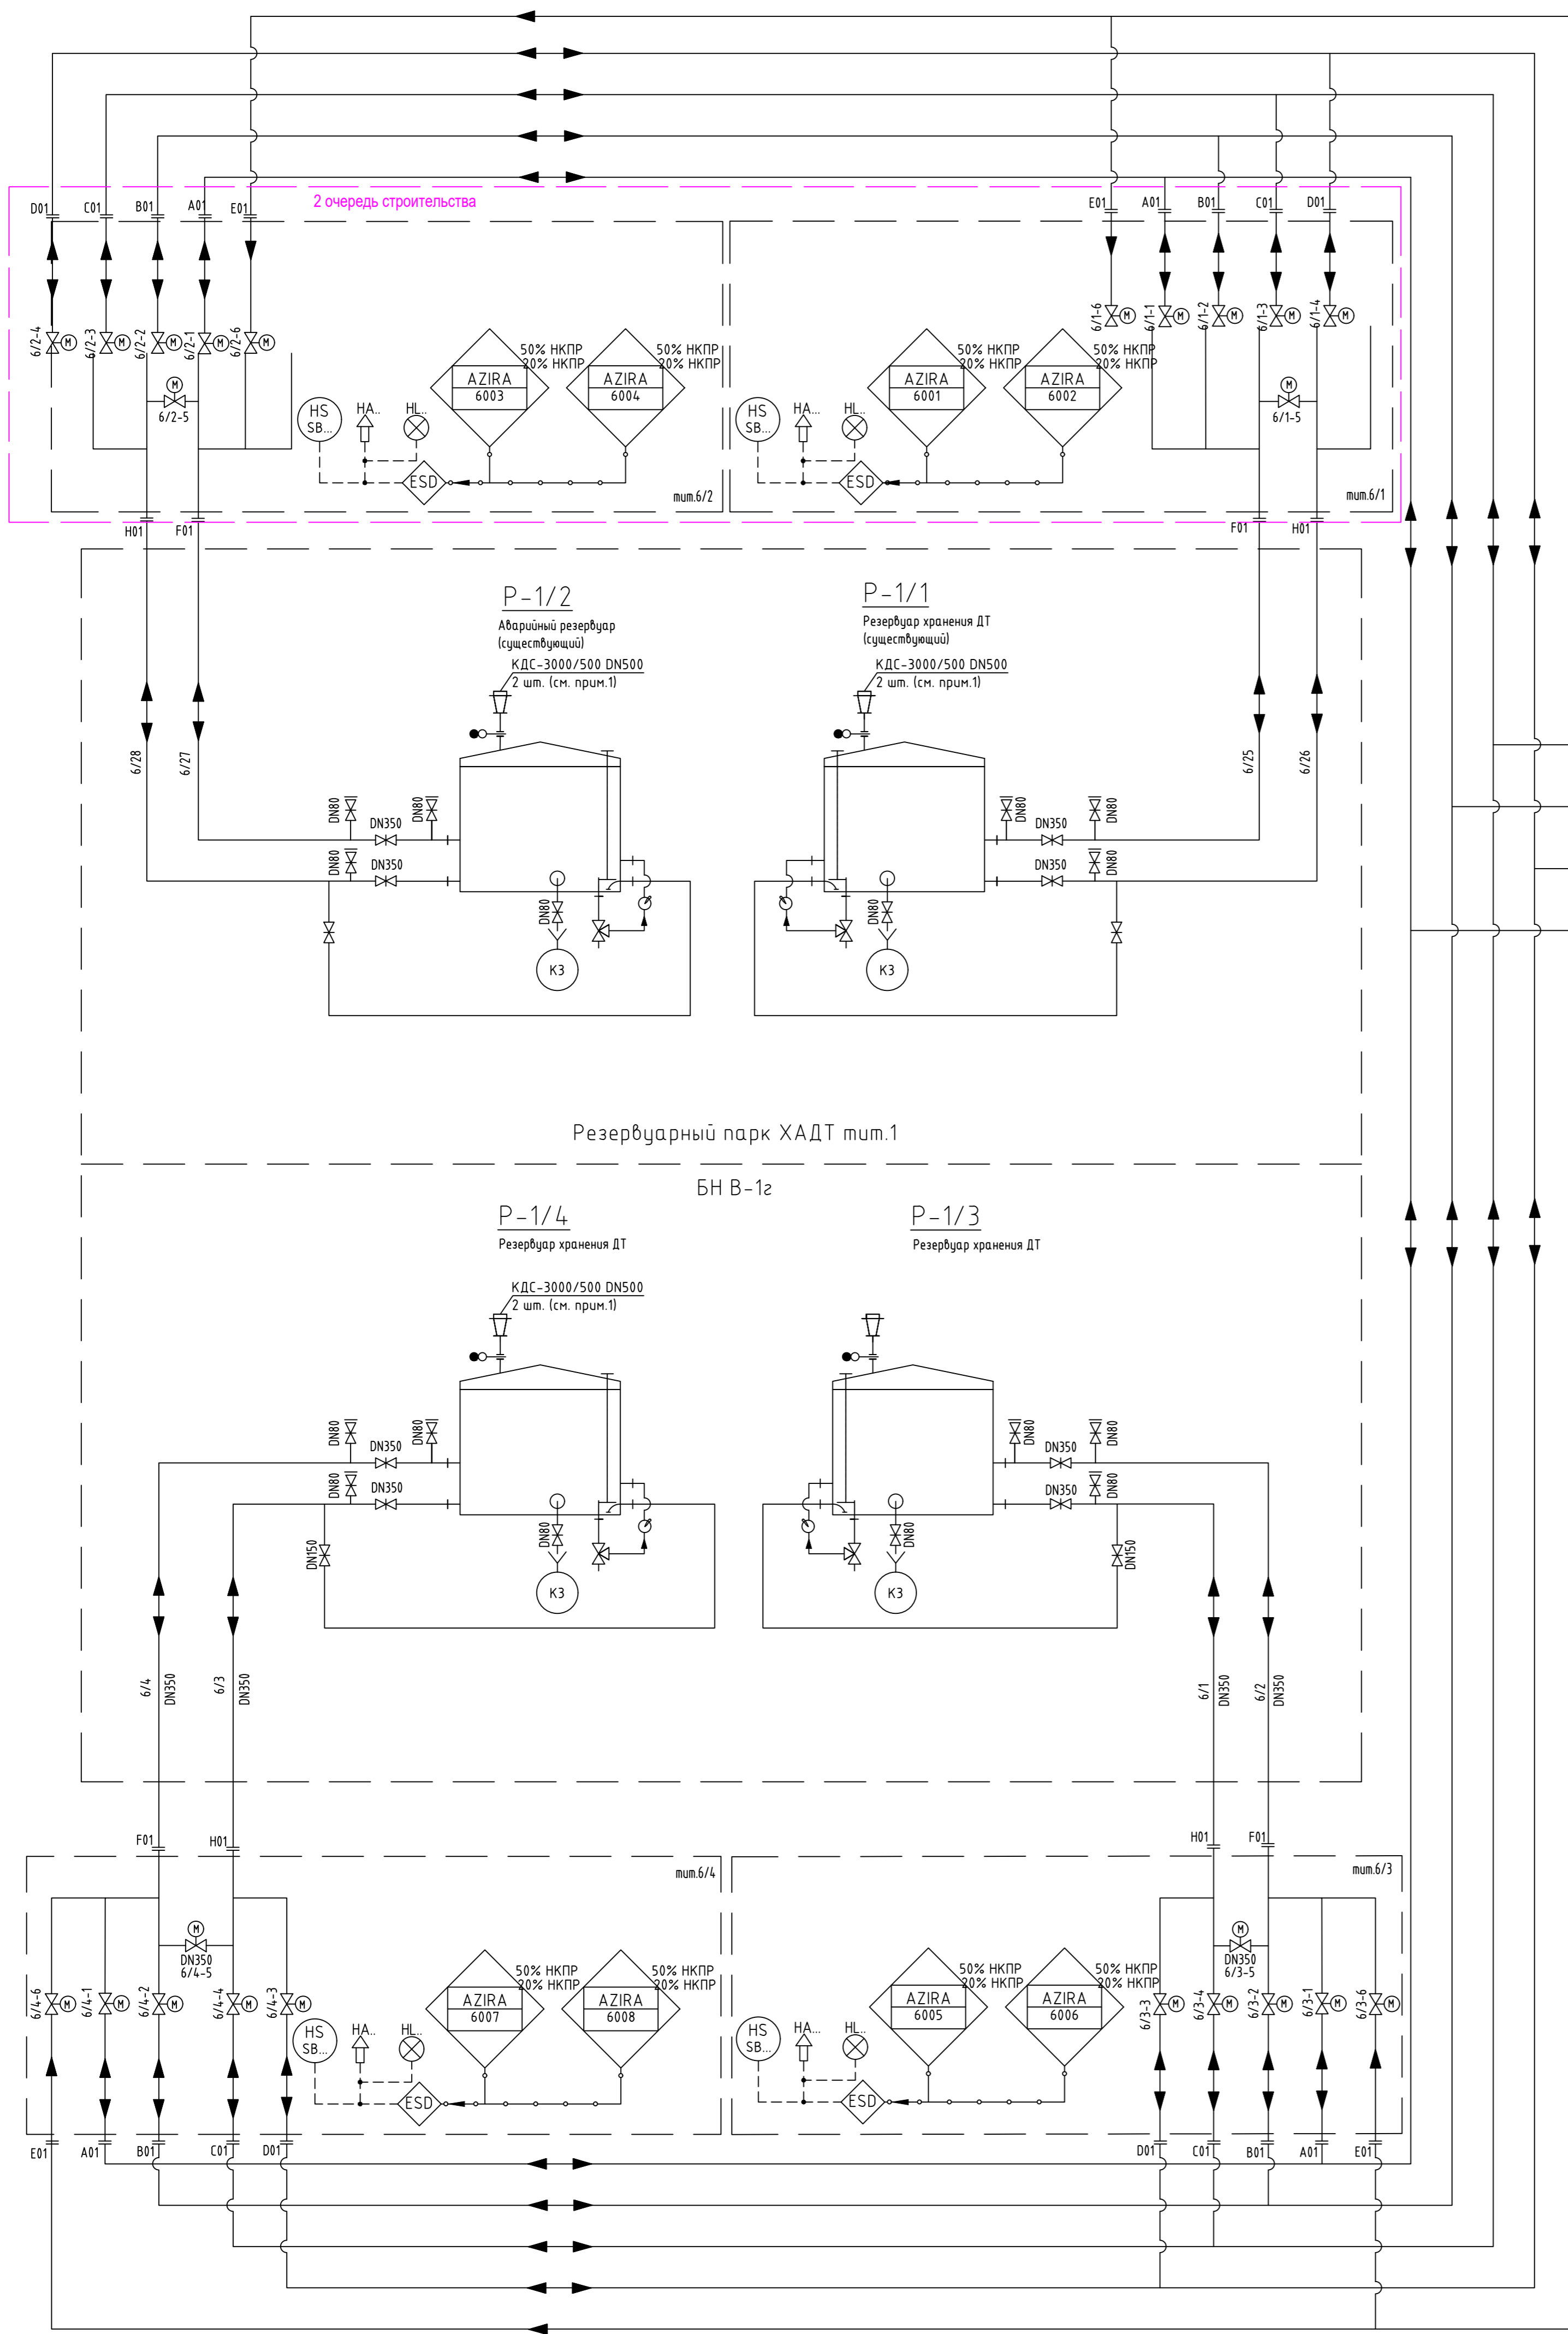 2 очередь строительства
D01
C01
B01
A01
E01
E01
A01
B01
C01
D01
6/2-4
6/2-3
6/2-2
6/2-1
6/2-6
6/1-6
6/1-1
6/1-2
6/1-3
6/1-4
M
M
M
M
M
M
M
M
M
M
M
6/2-5
M
6/1-5
HS
SB...
HA...
HL...
AZIRA
6003
50% НКПР
20% НКПР
AZIRA
6004
50% НКПР
20% НКПР
ESD
тит.6/2
HS
SB...
HA...
HL...
AZIRA
6001
50% НКПР
20% НКПР
AZIRA
6002
50% НКПР
20% НКПР
ESD
тит.6/1
H01
F01
F01
H01
Р-1/2
Аварийный резервуар
(существующий)
КДС-3000/500 DN500
2 шт. (см. прим.1)
Р-1/1
Резервуар хранения ДТ
(существующий)
КДС-3000/500 DN500
2 шт. (см. прим.1)
6/28
6/27
6/25
6/26
DN80
DN350
DN80
DN80
DN350
DN80
К3
DN80
DN350
DN80
DN350
DN80
DN80
К3
Резервуарный парк ХАДТ тит.1
БН В-1г
Р-1/4
Резервуар хранения ДТ
КДС-3000/500 DN500
2 шт. (см. прим.1)
Р-1/3
Резервуар хранения ДТ
DN80
DN350
DN80
DN80
DN350
DN150
DN80
К3
DN80
DN350
DN80
DN350
DN80
DN150
DN80
К3
6/4
DN350
6/3
DN350
6/1
DN350
6/2
DN350
F01
H01
H01
F01
тит.6/4
тит.6/3
M
DN350
6/4-5
M
DN350
6/3-5
6/4-6
6/4-1
6/4-2
6/4-4
6/4-3
M
M
M
M
M
6/3-3
6/3-4
6/3-2
6/3-1
6/3-6
M
M
M
M
M
HS
SB...
HA...
HL...
AZIRA
6007
50% НКПР
20% НКПР
AZIRA
6008
50% НКПР
20% НКПР
ESD
HS
SB...
HA...
HL...
AZIRA
6005
50% НКПР
20% НКПР
AZIRA
6006
50% НКПР
20% НКПР
ESD
E01
A01
B01
C01
D01
D01
C01
B01
A01
E01